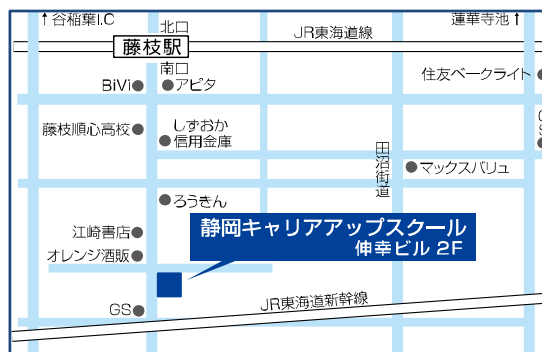 ↑谷稲葉I.C
北口
JR東海道線
蓮華寺池↑
藤枝駅
南口
BiVi
アピタ
住友ベークライト
藤枝順心高校
しずおか
信用金庫
田沼街道
マックスバリュ
ろうきん
江崎書店
オレンジ酒販
静岡キャリアアップスクール
伸幸ビル 2F
GS
JR東海道新幹線